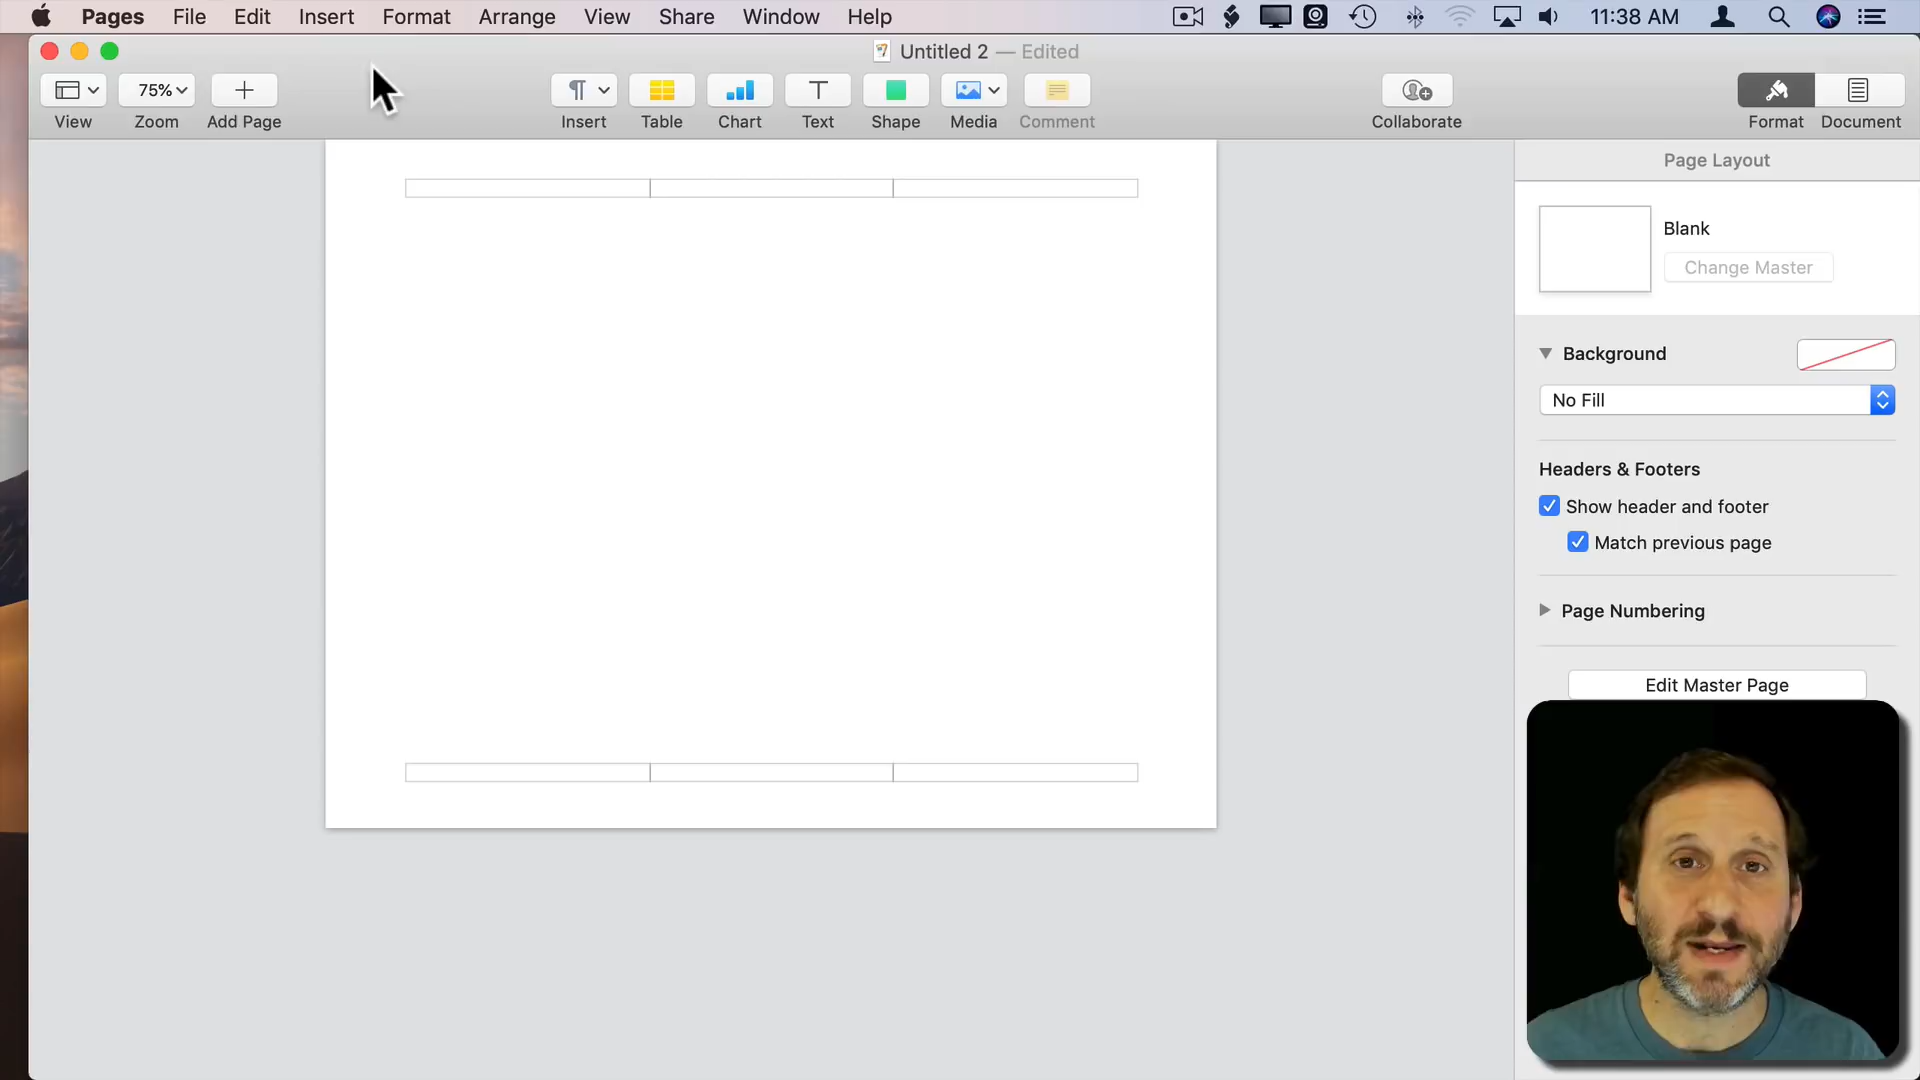 Pages File Edit Insert Format Arrange View Share Window Help 11:38 AM
Untitled 2 — Edited
75%
View Zoom Add Page Insert Table Chart Text Shape Media Comment Collaborate Format Document
Page Layout
Blank
Change Master
Background
No Fill
Headers & Footers
Show header and footer
Match previous page
Page Numbering
Edit Master Page